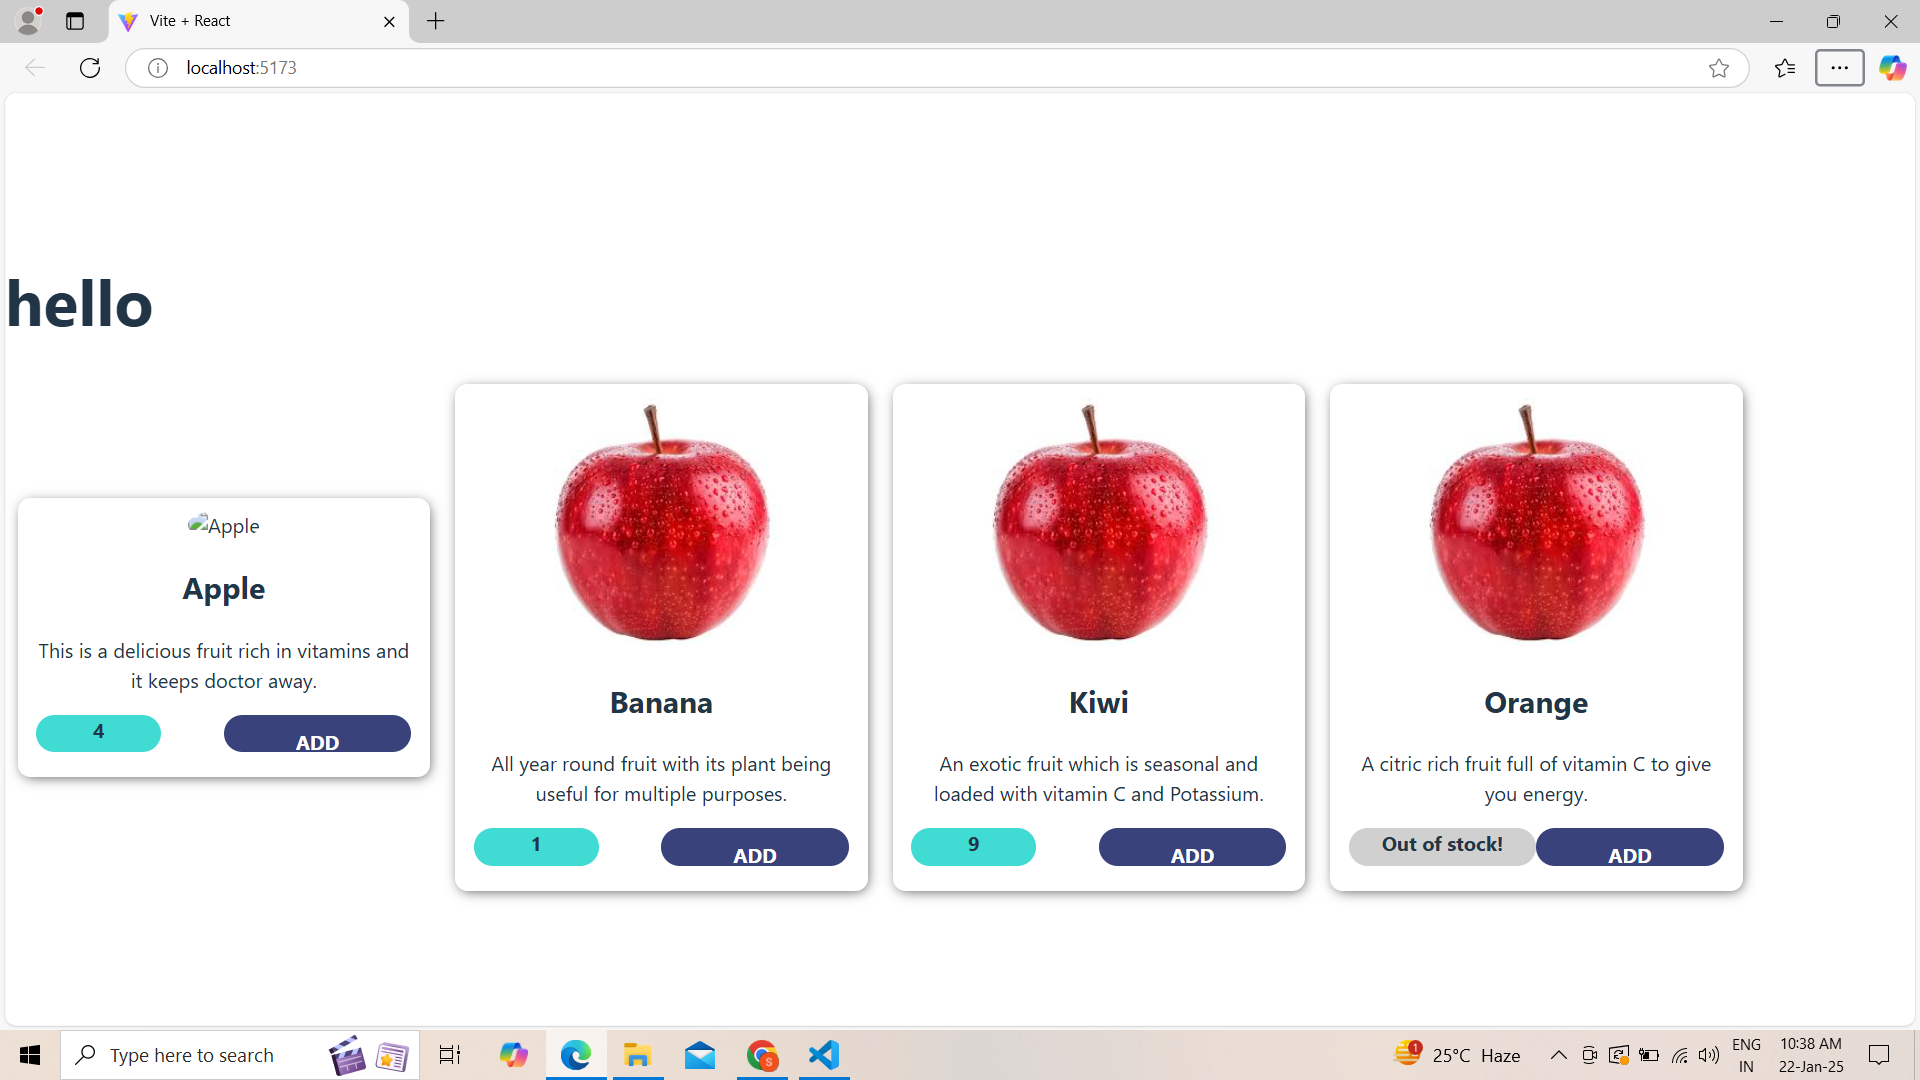 Vite + React
localhost:5173
hello
Apple
Apple
This is a delicious fruit rich in vitamins and
it keeps doctor away.
4
ADD
Banana
All year round fruit with its plant being
useful for multiple purposes.
1
ADD
Kiwi
An exotic fruit which is seasonal and
loaded with vitamin C and Potassium.
9
ADD
Orange
A citric rich fruit full of vitamin C to give
you energy.
Out of stock!
ADD
Type here to search
S
1
25°C Haze
ENG
IN
10:38 AM
22-Jan-25